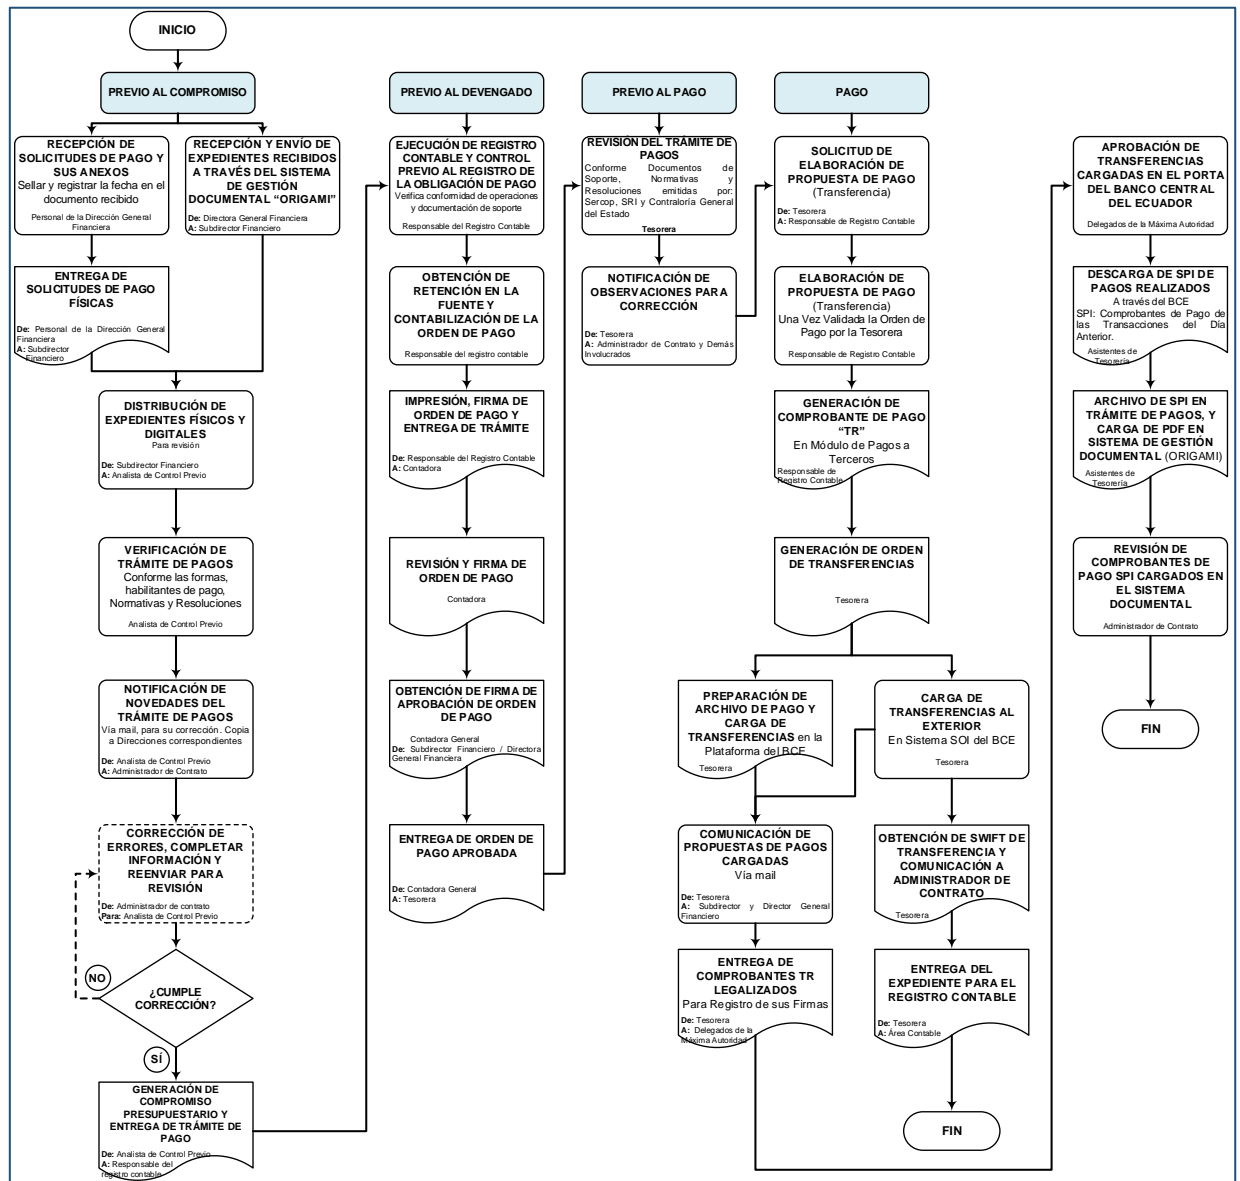 INICIO
PREVIO AL COMPROMISO
RECEPCIÓN DE
SOLICITUDES DE PAGO Y
SUS ANEXOS
Sellar y registrar la fecha en el
documento recibido
Personal de la Dirección General
Financiera
RECEPCIÓN Y ENVÍO DE
EXPEDIENTES RECIBIDOS
A TRAVÉS DEL SISTEMA
DE GESTIÓN
DOCUMENTAL “ORIGAMI”
De: Directora General Financiera
A: Subdirector Financiero
ENTREGA DE
SOLICITUDES DE PAGO
FÍSICAS
De: Personal de la Dirección General
Financiera
A: Subdirector
Financiero
DISTRIBUCIÓN DE
EXPEDIENTES FÍSICOS Y
DIGITALES
Para revisión
De: Subdirector Financiero
A: Analista de Control Previo
VERIFICACIÓN DE
TRÁMITE DE PAGOS
Conforme las formas,
habilitantes de pago,
Normativas y Resoluciones
Analista de Control Previo
NOTIFICACIÓN DE
NOVEDADES DEL
TRÁMITE DE PAGOS
Vía mail, para su corrección. Copia
a Direcciones correspondientes
De: Analista de Control Previo
A: Administrador de Contrato
CORRECCIÓN DE
ERRORES, COMPLETAR
INFORMACIÓN Y
REENVIAR PARA
REVISIÓN
De: Administrador de contrato
Para: Analista de Control Previo
NO
¿CUMPLE
CORRECCIÓN?
SÍ
GENERACIÓN DE
COMPROMISO
PRESUPUESTARIO Y
ENTREGA DE TRÁMITE DE
PAGO
De: Analista de Control Previo
A: Responsable del
registro contable
PREVIO AL DEVENGADO
EJECUCIÓN DE REGISTRO
CONTABLE Y CONTROL
PREVIO AL REGISTRO DE
LA OBLIGACIÓN DE PAGO
Verifica conformidad de operaciones
y documentación de soporte
Responsable del Registro Contable
OBTENCIÓN DE
RETENCIÓN EN LA
FUENTE Y
CONTABILIZACIÓN DE LA
ORDEN DE PAGO
Responsable del registro contable
IMPRESIÓN, FIRMA DE
ORDEN DE PAGO Y
ENTREGA DE TRÁMITE
De: Responsable del Registro Contable
A: Contadora
REVISIÓN Y FIRMA DE
ORDEN DE PAGO
Contadora
OBTENCIÓN DE FIRMA DE
APROBACIÓN DE ORDEN
DE PAGO
Contadora General
De: Subdirector Financiero / Directora
General Financiera
ENTREGA DE ORDEN DE
PAGO APROBADA
De: Contadora General
A: Tesorera
PREVIO AL PAGO
REVISIÓN DEL TRÁMITE DE
PAGOS
Conforme Documentos de
Soporte, Normativas y
Resoluciones emitidas por:
Sercop, SRI y Contraloría General
del Estado
Tesorera
NOTIFICACIÓN DE
OBSERVACIONES PARA
CORRECCIÓN
De: Tesorera
A: Administrador de Contrato y Demás
Involucrados
PAGO
SOLICITUD DE
ELABORACIÓN DE
PROPUESTA DE PAGO
(Transferencia)
De: Tesorera
A: Responsable de Registro Contable
ELABORACIÓN DE
PROPUESTA DE PAGO
(Transferencia)
Una Vez Validada la Orden de
Pago por la Tesorera
Responsable de Registro Contable
GENERACIÓN DE
COMPROBANTE DE PAGO
“TR”
En Módulo de Pagos a
Terceros
Responsable de
Registro Contable
GENERACIÓN DE ORDEN
DE TRANSFERENCIAS
Tesorera
PREPARACIÓN DE
ARCHIVO DE PAGO Y
CARGA DE
TRANSFERENCIAS en la
Plataforma del BCE
Tesorera
CARGA DE
TRANSFERENCIAS AL
EXTERIOR
En Sistema SOI del BCE
Tesorera
COMUNICACIÓN DE
PROPUESTAS DE PAGOS
CARGADAS
Vía mail
De: Tesorera
A: Subdirector y Director General
Financiero
OBTENCIÓN DE SWIFT DE
TRANSFERENCIA Y
COMUNICACIÓN A
ADMINISTRADOR DE
CONTRATO
Tesorera
ENTREGA DE
COMPROBANTES TR
LEGALIZADOS
Para Registro de sus Firmas
De: Tesorera
A: Delegados de la
Máxima Autoridad
ENTREGA DEL
EXPEDIENTE PARA EL
REGISTRO CONTABLE
De: Tesorera
A: Área Contable
FIN
APROBACIÓN DE
TRANSFERENCIAS
CARGADAS EN EL PORTA
DEL BANCO CENTRAL
DEL ECUADOR
Delegados de la Máxima Autoridad
DESCARGA DE SPI DE
PAGOS REALIZADOS
A través del BCE
SPI: Comprobantes de Pago de
las Transacciones del Día
Anterior.
Asistentes de
Tesorería
ARCHIVO DE SPI EN
TRÁMITE DE PAGOS, Y
CARGA DE PDF EN
SISTEMA DE GESTIÓN
DOCUMENTAL (ORIGAMI)
Asistentes de
Tesorería
REVISIÓN DE
COMPROBANTES DE
PAGO SPI CARGADOS EN
EL SISTEMA
DOCUMENTAL
Administrador de Contrato
FIN